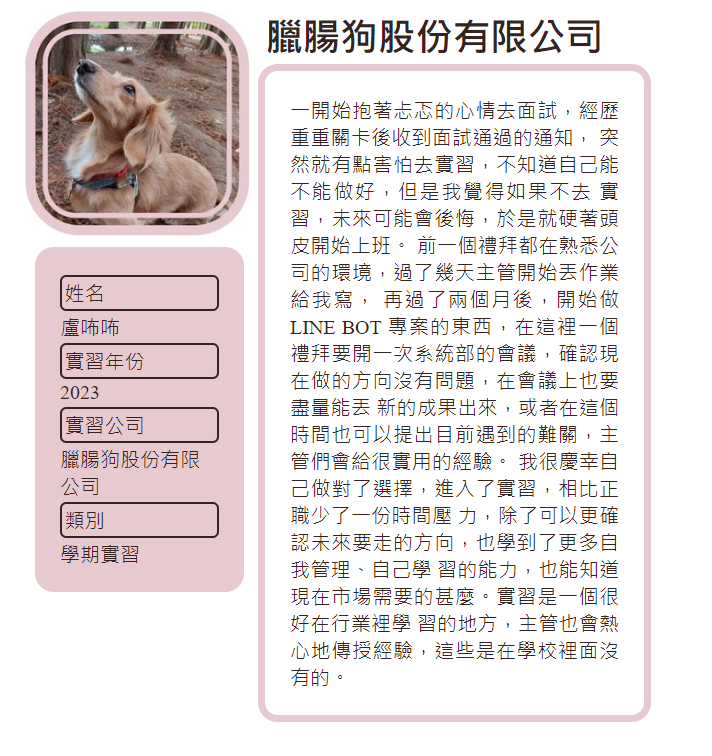 臘腸狗股份有限公司
姓名
盧咘咘
實習年份
2023
實習公司
臘腸狗股份有限
公司
類別
學期實習
一開始抱著忐忑的心情去面試，經歷
重重關卡後收到面試通過的通知， 突
然就有點害怕去實習，不知道自己能
不能做好，但是我覺得如果不去 實
習，未來可能會後悔，於是就硬著頭
皮開始上班。 前一個禮拜都在熟悉公
司的環境，過了幾天主管開始丟作業
給我寫， 再過了兩個月後，開始做
LINE BOT 專案的東西，在這裡一個
禮拜要開一次系統部的會議，確認現
在做的方向沒有問題，在會議上也要
盡量能丟 新的成果出來，或者在這個
時間也可以提出目前遇到的難關，主
管們會給很實用的經驗。 我很慶幸自
己做對了選擇，進入了實習，相比正
職少了一份時間壓 力，除了可以更確
認未來要走的方向，也學到了更多自
我管理、自己學 習的能力，也能知道
現在市場需要的甚麼。實習是一個很
好在行業裡學 習的地方，主管也會熱
心地傳授經驗，這些是在學校裡面沒
有的。